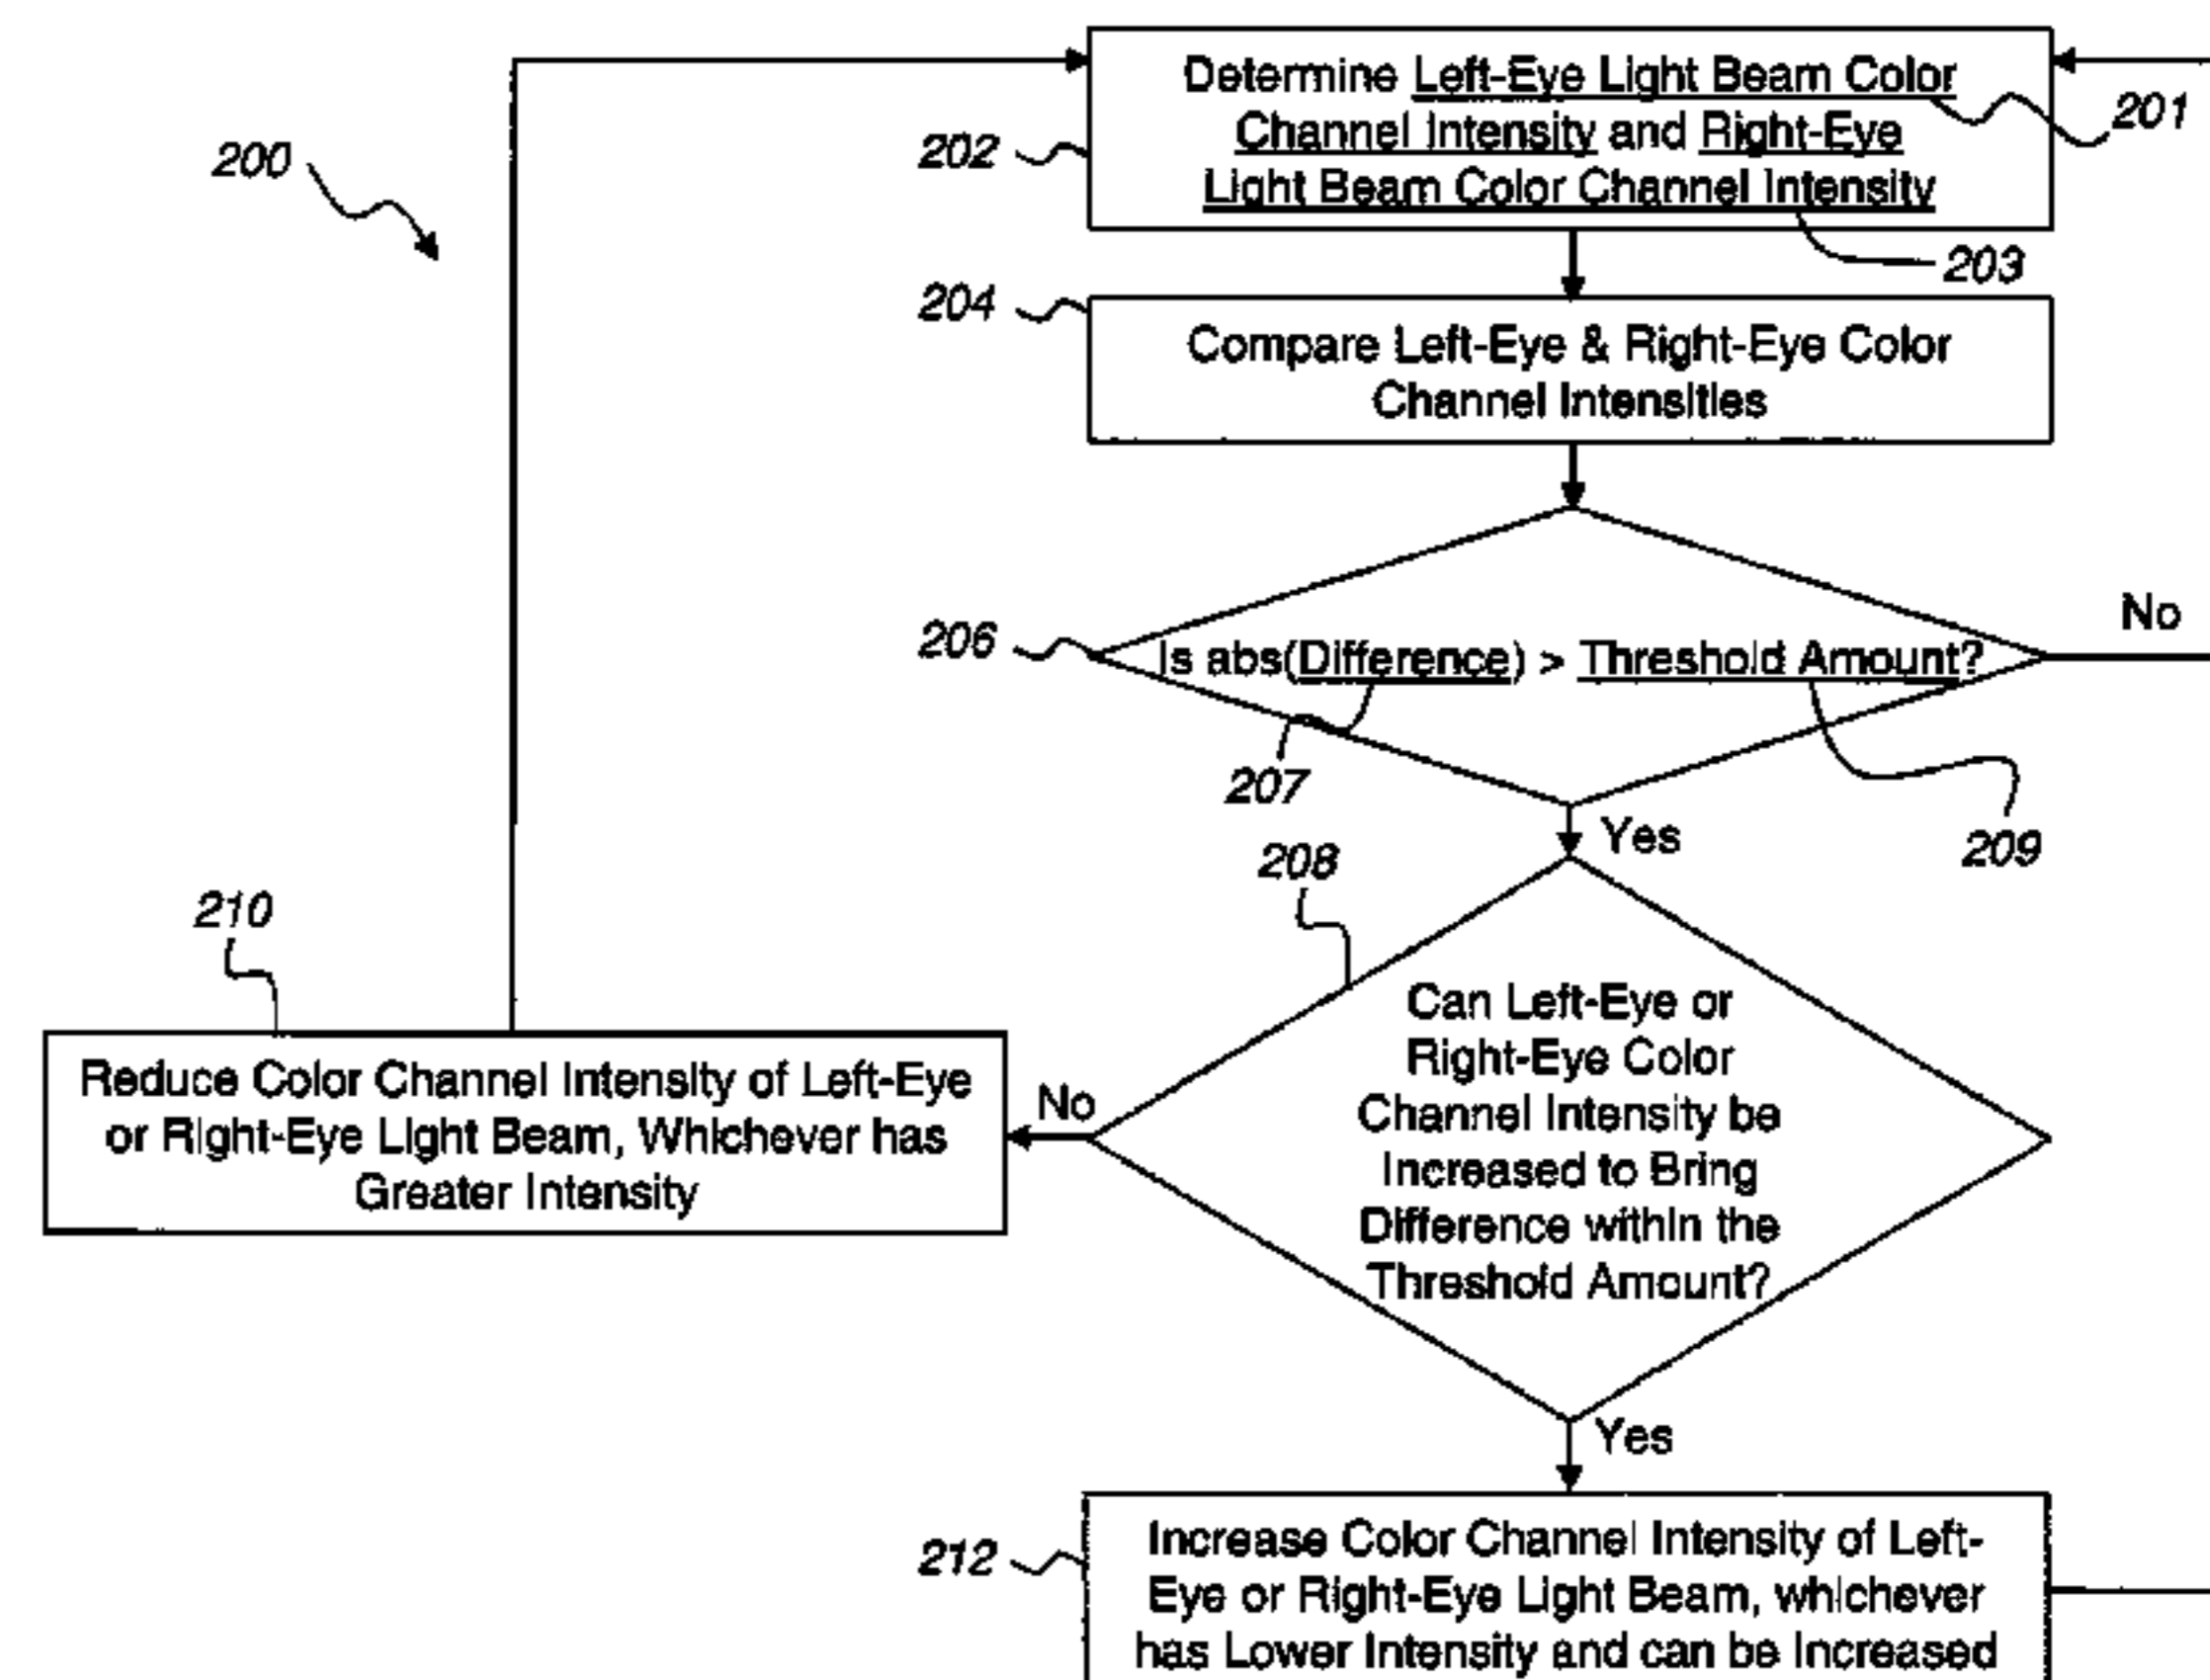 Determine Left-Eye Light Beam Color
Channel Intensity and Right-Eye
Light Beam Color Channel Intensity
201
202
200
203
204
Compare Left-Eye & Right-Eye Color
Channel Intensities
No
206
Is abs(Difference) > Threshold Amount?
207
Yes
209
208
210
Can Left-Eye or
Right-Eye Color
Channel Intensity be
Increased to Bring
Difference within the
Threshold Amount?
No
Reduce Color Channel Intensity of Left-Eye
or Right-Eye Light Beam, Whichever has
Greater Intensity
Yes
212
Increase Color Channel Intensity of Left-
Eye or Right-Eye Light Beam, whichever
has Lower Intensity and can be Increased